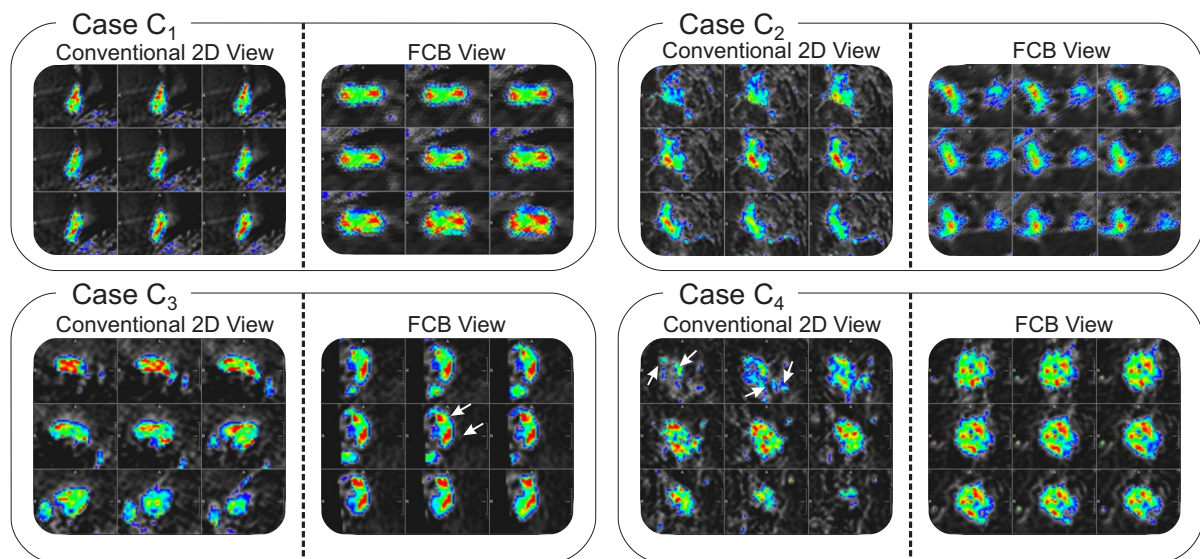 Case C1
Conventional 2D View
FCB View
Case C2
Conventional 2D View
FCB View
Case C3
Conventional 2D View
FCB View
Case C4
Conventional 2D View
FCB View